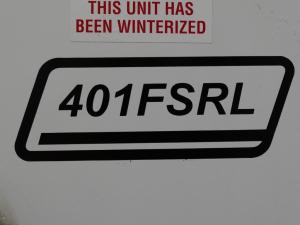 THIS UNIT HAS
BEEN WINTERIZED
401FSRL